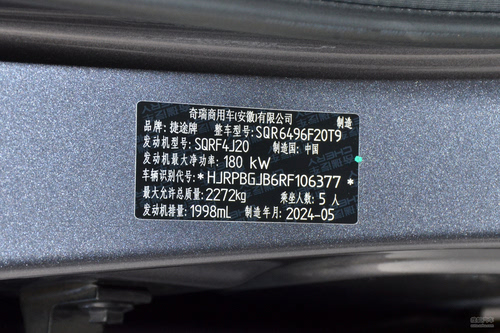 奇瑞商用车(安徽)有限公司 制造
品牌:捷途牌 整车型号:SQR6496F20T9
发动机型号:SQRF4J20 制造国:中国
发动机最大净功率:180 kW
车辆识别代号:*HJRPBGJB6RF106377*
最大允许总质量:2272kg 乘坐人数:5人
发动机排量:1998mL 制造年月:2024-05